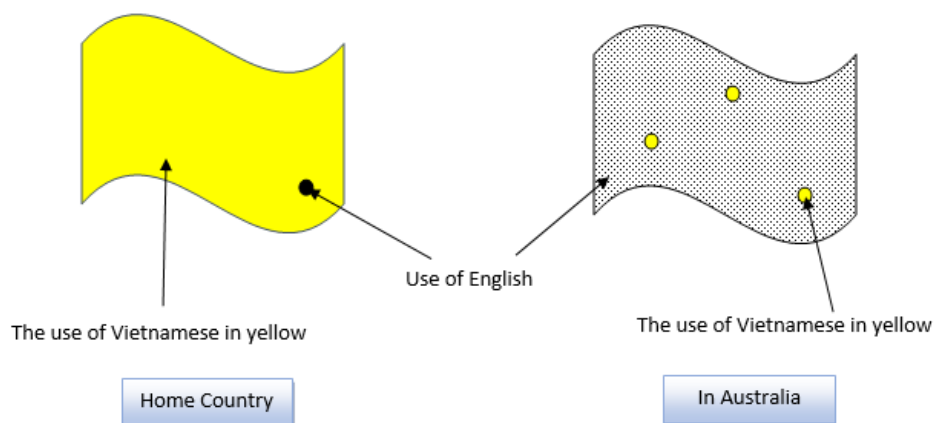 Use of English
The use of Vietnamese in yellow
The use of Vietnamese in yellow
Home Country
In Australia